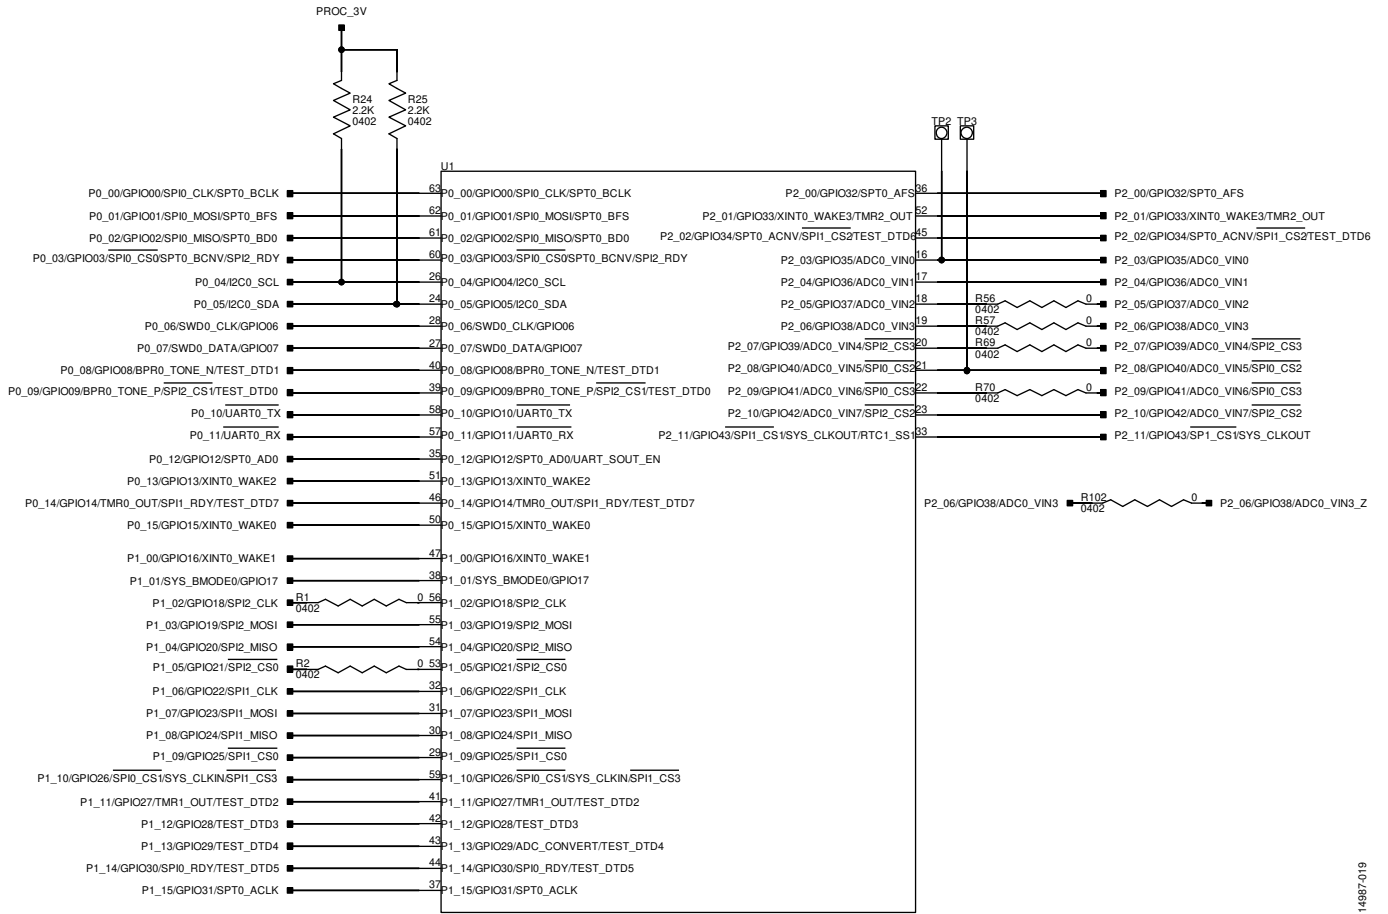 PROC_3V
R24
2.2K
0402
R25
2.2K
0402
TP2 TP3
U1
P0_00/GPIO00/SPI0_CLK/SPT0_BCLK 63 P0_00/GPIO00/SPI0_CLK/SPT0_BCLK P2_00/GPIO32/SPT0_AFS 36 P2_00/GPIO32/SPT0_AFS
P0_01/GPIO01/SPI0_MOSI/SPT0_BFS 62 P0_01/GPIO01/SPI0_MOSI/SPT0_BFS P2_01/GPIO33/XINT0_WAKE3/TMR2_OUT 52 P2_01/GPIO33/XINT0_WAKE3/TMR2_OUT
P0_02/GPIO02/SPI0_MISO/SPT0_BD0 61 P0_02/GPIO02/SPI0_MISO/SPT0_BD0 P2_02/GPIO34/SPT0_ACNV/SPI1_CS2/TEST_DTD6 45 P2_02/GPIO34/SPT0_ACNV/SPI1_CS2/TEST_DTD6
P0_03/GPIO03/SPI0_CS0/SPT0_BCNV/SPI2_RDY 60 P0_03/GPIO03/SPI0_CS0/SPT0_BCNV/SPI2_RDY P2_03/GPIO35/ADC0_VIN0 16 P2_03/GPIO35/ADC0_VIN0
P0_04/I2C0_SCL 26 P0_04/GPIO04/I2C0_SCL P2_04/GPIO36/ADC0_VIN1 17 P2_04/GPIO36/ADC0_VIN1
P0_05/I2C0_SDA 24 P0_05/GPIO05/I2C0_SDA P2_05/GPIO37/ADC0_VIN2 18 R56 0402 0 P2_05/GPIO37/ADC0_VIN2
P0_06/SWD0_CLK/GPIO06 28 P0_06/SWD0_CLK/GPIO06 P2_06/GPIO38/ADC0_VIN3 19 R57 0402 0 P2_06/GPIO38/ADC0_VIN3
P0_07/SWD0_DATA/GPIO07 27 P0_07/SWD0_DATA/GPIO07 P2_07/GPIO39/ADC0_VIN4/SPI2_CS3 20 R69 0402 0 P2_07/GPIO39/ADC0_VIN4/SPI2_CS3
P0_08/GPIO08/BPR0_TONE_N/TEST_DTD1 40 P0_08/GPIO08/BPR0_TONE_N/TEST_DTD1 P2_08/GPIO40/ADC0_VIN5/SPI0_CS2 21 P2_08/GPIO40/ADC0_VIN5/SPI0_CS2
P0_09/GPIO09/BPR0_TONE_P/SPI2_CS1/TEST_DTD0 39 P0_09/GPIO09/BPR0_TONE_P/SPI2_CS1/TEST_DTD0 P2_09/GPIO41/ADC0_VIN6/SPI0_CS3 22 R70 0402 0 P2_09/GPIO41/ADC0_VIN6/SPI0_CS3
P0_10/UART0_TX 58 P0_10/GPIO10/UART0_TX P2_10/GPIO42/ADC0_VIN7/SPI2_CS2 23 P2_10/GPIO42/ADC0_VIN7/SPI2_CS2
P0_11/UART0_RX 57 P0_11/GPIO11/UART0_RX P2_11/GPIO43/SPI1_CS1/SYS_CLKOUT/RTC1_SS1 33 P2_11/GPIO43/SP1_CS1/SYS_CLKOUT
P0_12/GPIO12/SPT0_AD0 35 P0_12/GPIO12/SPT0_AD0/UART_SOUT_EN
P0_13/GPIO13/XINT0_WAKE2 51 P0_13/GPIO13/XINT0_WAKE2
P0_14/GPIO14/TMR0_OUT/SPI1_RDY/TEST_DTD7 46 P0_14/GPIO14/TMR0_OUT/SPI1_RDY/TEST_DTD7 P2_06/GPIO38/ADC0_VIN3 R102 0402 0 P2_06/GPIO38/ADC0_VIN3_Z
P0_15/GPIO15/XINT0_WAKE0 50 P0_15/GPIO15/XINT0_WAKE0
P1_00/GPIO16/XINT0_WAKE1 47 P1_00/GPIO16/XINT0_WAKE1
P1_01/SYS_BMODE0/GPIO17 38 P1_01/SYS_BMODE0/GPIO17
P1_02/GPIO18/SPI2_CLK R1 0402 0 56 P1_02/GPIO18/SPI2_CLK
P1_03/GPIO19/SPI2_MOSI 55 P1_03/GPIO19/SPI2_MOSI
P1_04/GPIO20/SPI2_MISO 54 P1_04/GPIO20/SPI2_MISO
P1_05/GPIO21/SPI2_CS0 R2 0402 0 53 P1_05/GPIO21/SPI2_CS0
P1_06/GPIO22/SPI1_CLK 32 P1_06/GPIO22/SPI1_CLK
P1_07/GPIO23/SPI1_MOSI 31 P1_07/GPIO23/SPI1_MOSI
P1_08/GPIO24/SPI1_MISO 30 P1_08/GPIO24/SPI1_MISO
P1_09/GPIO25/SPI1_CS0 29 P1_09/GPIO25/SPI1_CS0
P1_10/GPIO26/SPI0_CS1/SYS_CLKIN/SPI1_CS3 59 P1_10/GPIO26/SPI0_CS1/SYS_CLKIN/SPI1_CS3
P1_11/GPIO27/TMR1_OUT/TEST_DTD2 41 P1_11/GPIO27/TMR1_OUT/TEST_DTD2
P1_12/GPIO28/TEST_DTD3 42 P1_12/GPIO28/TEST_DTD3
P1_13/GPIO29/TEST_DTD4 43 P1_13/GPIO29/ADC_CONVERT/TEST_DTD4
P1_14/GPIO30/SPI0_RDY/TEST_DTD5 44 P1_14/GPIO30/SPI0_RDY/TEST_DTD5
P1_15/GPIO31/SPT0_ACLK 37 P1_15/GPIO31/SPT0_ACLK
14987-019